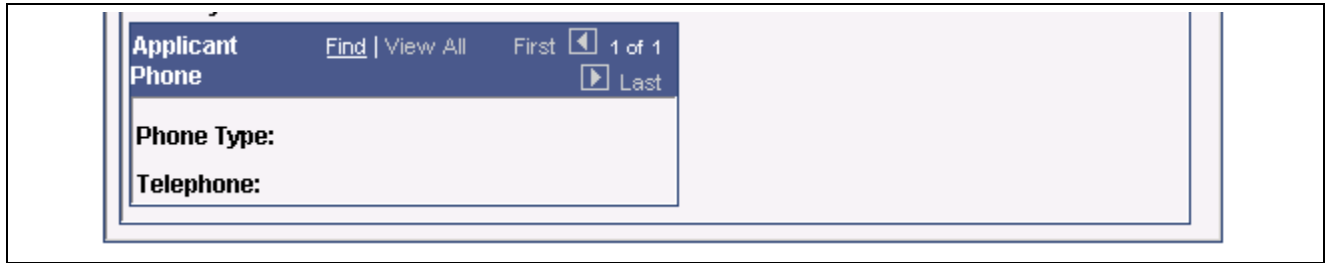 Applicant Find | View All First 1 of 1
Phone Last
Phone Type:
Telephone: